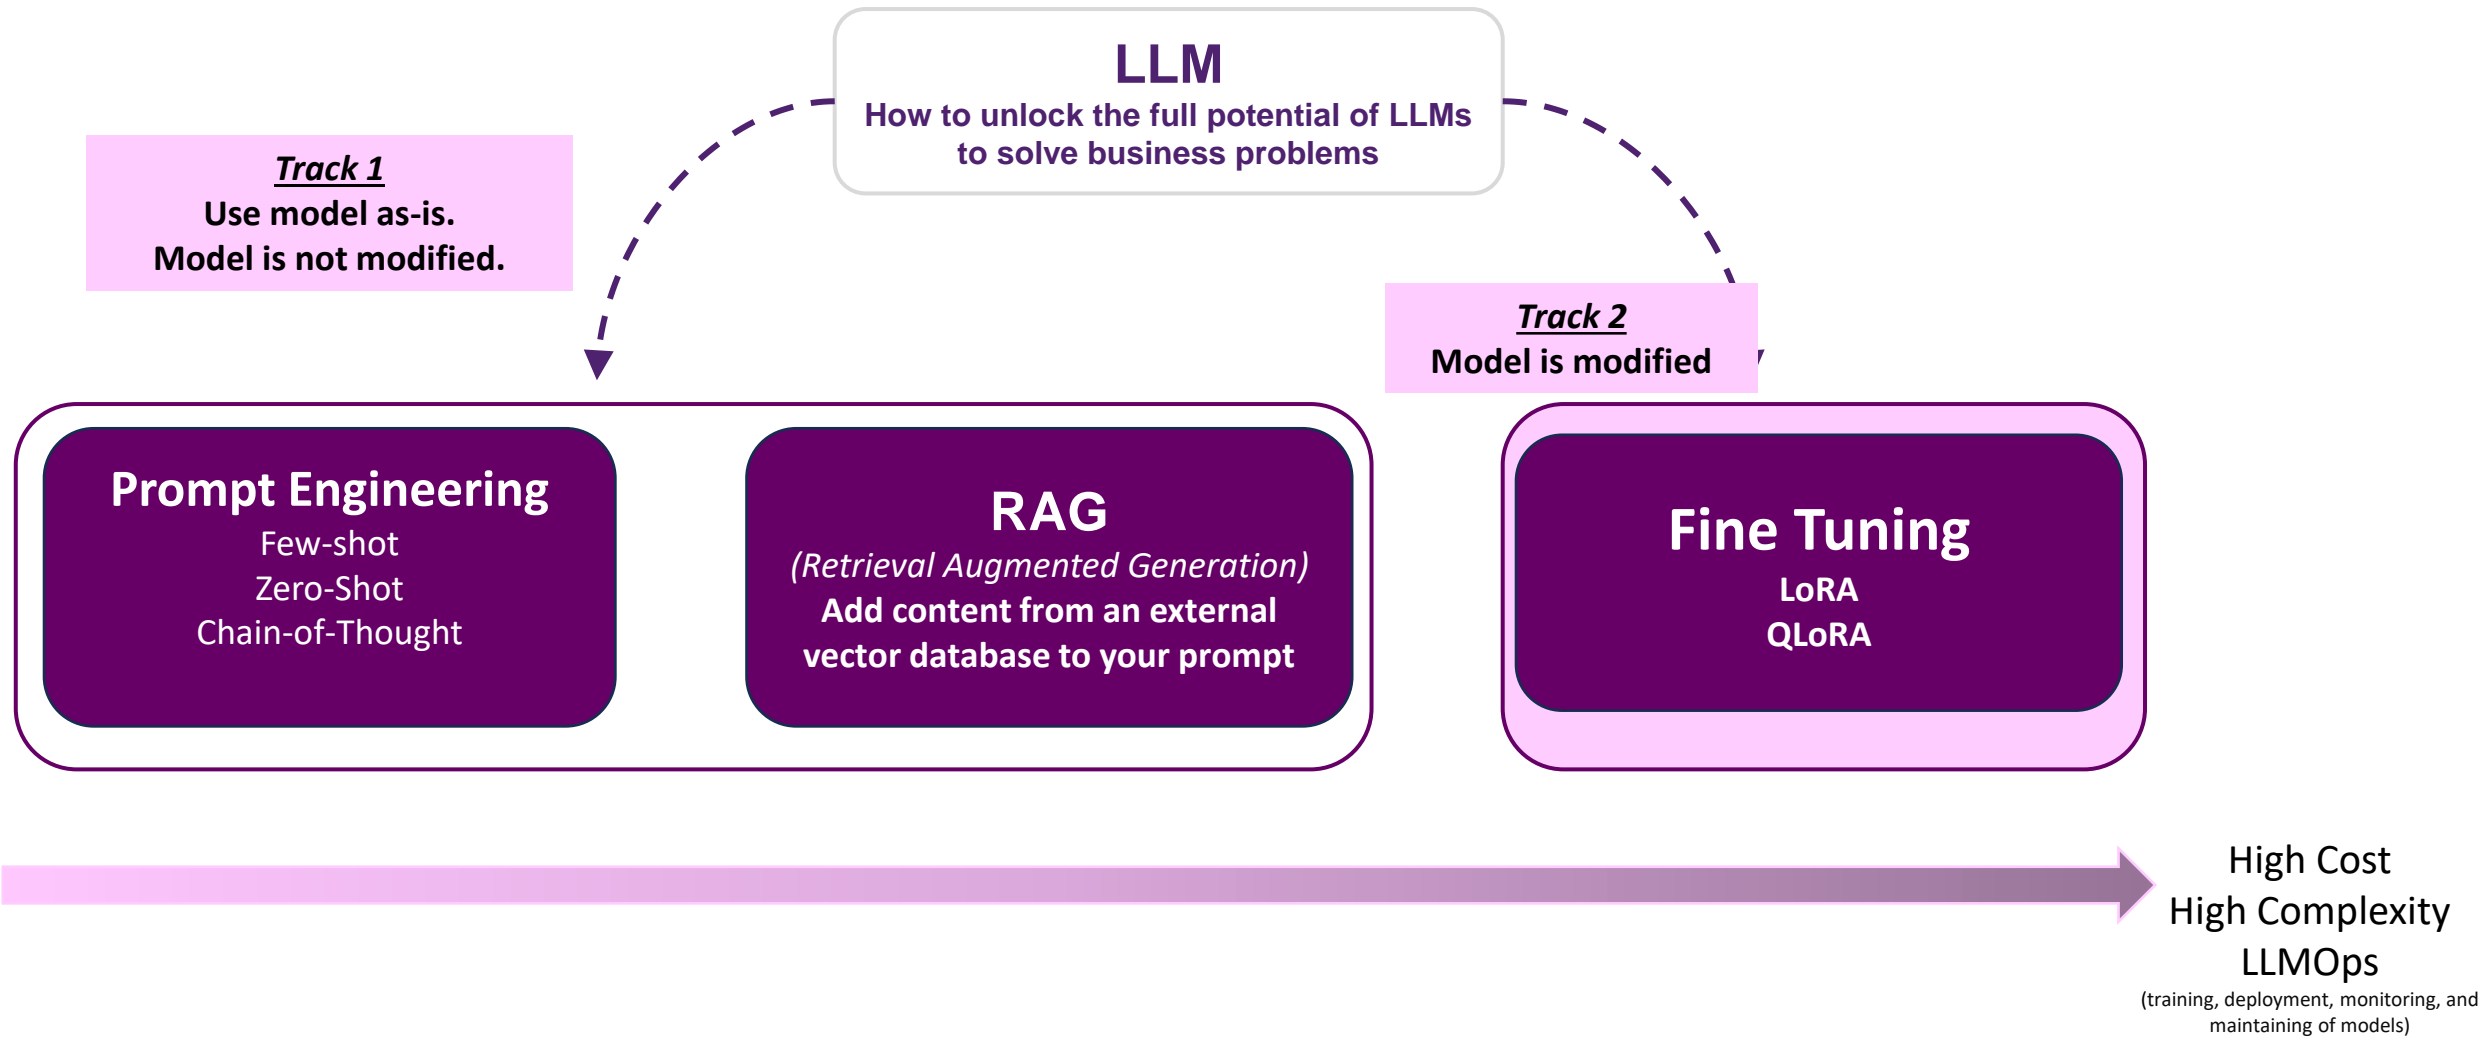 LLM
How to unlock the full potential of LLMs
to solve business problems
Track 1
Use model as-is.
Model is not modified.
Track 2
Model is modified
Prompt Engineering
Few-shot
Zero-Shot
Chain-of-Thought
RAG
(Retrieval Augmented Generation)
Add content from an external
vector database to your prompt
Fine Tuning
LoRA
QLoRA
High Cost
High Complexity
LLMOps
(training, deployment, monitoring, and
maintaining of models)